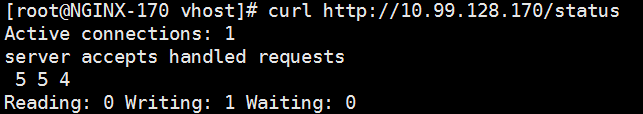 [root@NGINX-170 vhost]# curl http://10.99.128.170/status
Active connections: 1
server accepts handled requests
 5 5 4
Reading: 0 Writing: 1 Waiting: 0